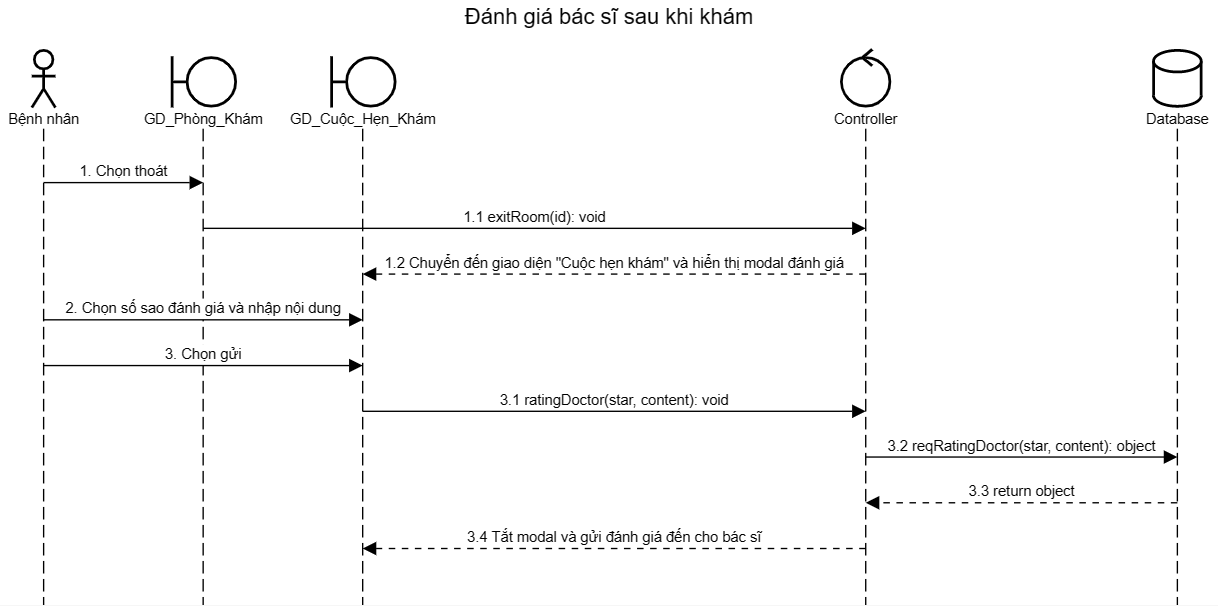 Đánh giá bác sĩ sau khi khám
Bệnh nhân
GD_Phòng_Khám
GD_Cuộc_Hẹn_Khám
Controller
Database
1. Chọn thoát
1.1 exitRoom(id): void
1.2 Chuyển đến giao diện "Cuộc hẹn khám" và hiển thị modal đánh giá
2. Chọn số sao đánh giá và nhập nội dung
3. Chọn gửi
3.1 ratingDoctor(star, content): void
3.2 reqRatingDoctor(star, content): object
3.3 return object
3.4 Tắt modal và gửi đánh giá đến cho bác sĩ